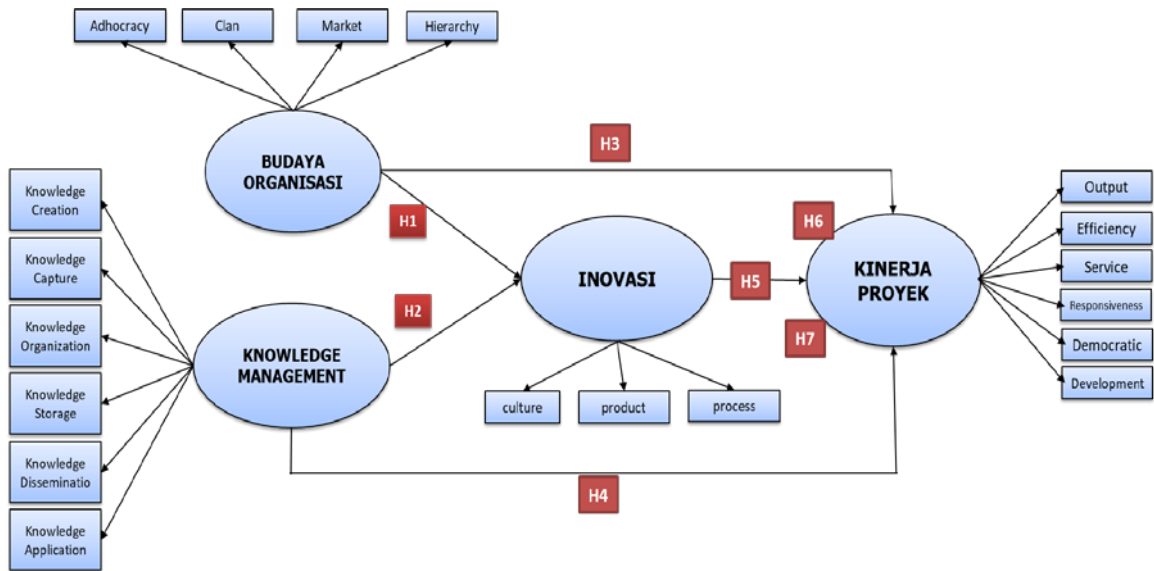 Adhocracy
Clan
Market
Hierarchy
BUDAYA
ORGANISASI
H3
Knowledge
Creation
Knowledge
Capture
Knowledge
Organization
Knowledge
Storage
Knowledge
Disseminatio
Knowledge
Application
H1
H2
KNOWLEDGE
MANAGEMENT
INOVASI
culture
product
process
H6
H5
H7
KINERJA
PROYEK
H4
Output
Efficiency
Service
Responsiveness
Democratic
Development